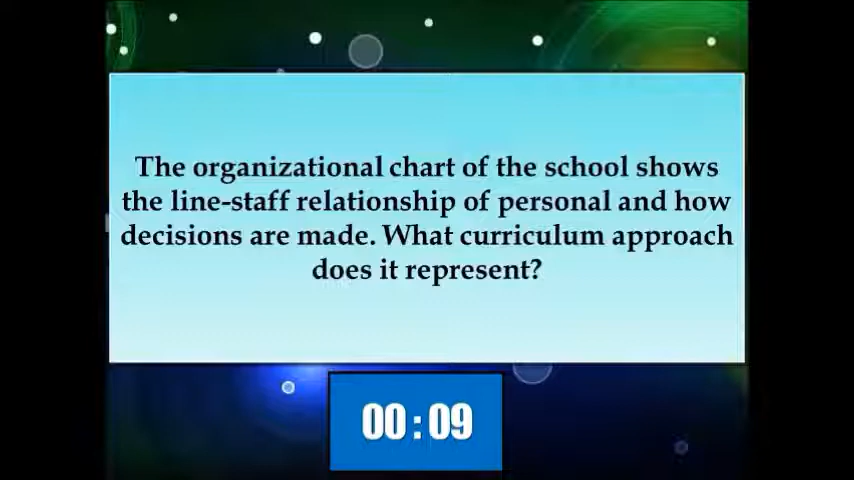 The organizational chart of the school shows
the line-staff relationship of personal and how
decisions are made. What curriculum approach
does it represent?
00:09